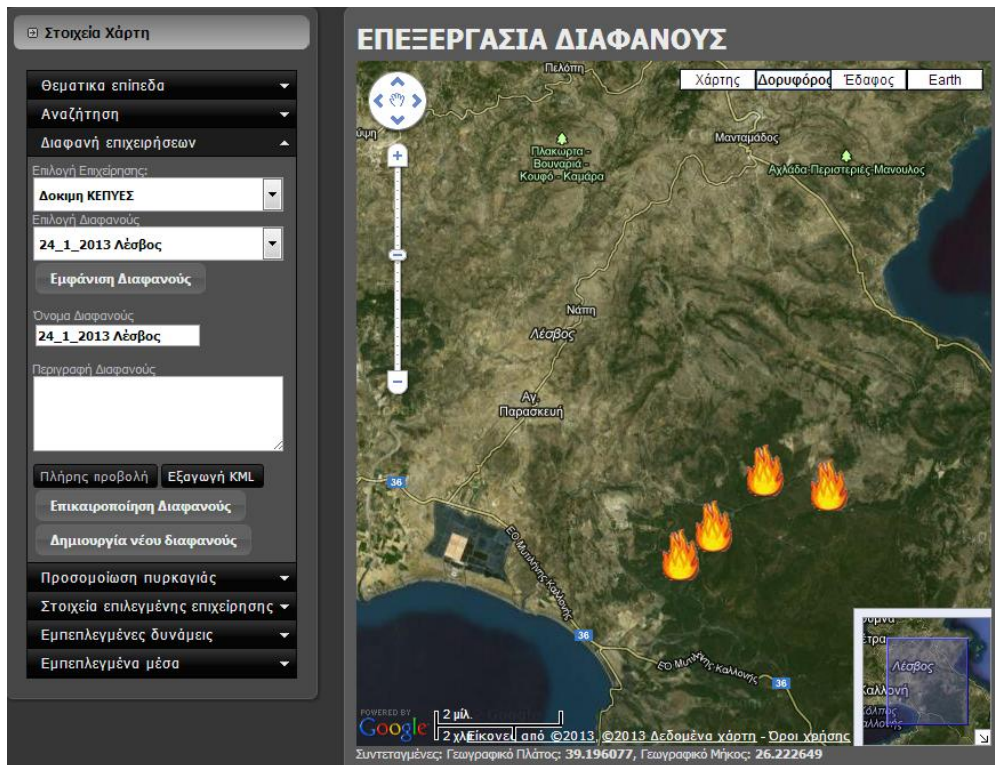 Στοιχεία Χάρτη
Θεματικα επίπεδα
Αναζήτηση
Διαφανή επιχειρήσεων
Επιλογή Επιχείρησης:
Δοκιμη ΚΕΠΥΕΣ
Επιλογή Διαφανούς
24_1_2013 Λέσβος
Εμφάνιση Διαφανούς
Όνομα Διαφανούς
24_1_2013 Λέσβος
Περιγραφή Διαφανούς
Πλήρης προβολή Εξαγωγή KML
Επικαιροποίηση Διαφανούς
Δημιουργία νέου διαφανούς
Προσομοίωση πυρκαγιάς
Στοιχεία επιλεγμένης επιχείρησης
Εμπεπλεγμένες δυνάμεις
Εμπεπλεγμένα μέσα
ΕΠΕΞΕΡΓΑΣΙΑ ΔΙΑΦΑΝΟΥΣ
Πελόπη
Χάρτης Δορυφόρος Έδαφος Earth
Μανταμάδος
Πλακωρτα -
Βουναριά -
Κουφό - Καμάρα
Αχλάδα-Περιστεριές-Μανουλος
Νάπη
Λέσβος
Αγ.
Παρασκευή
36
ΕΟ Μυτιλήνης Καλλονής
36
ΕΟ Μυτιλήνης Καλλονής
36
Λέσβος
Καλλονή
Κόλπος
POWERED BY
Google
2 μίλ.
2 χλμ
Εικόνες από ©2013, ©2013 Δεδομένα χάρτη - Όροι χρήσης
Συντεταγμένες: Γεωγραφικό Πλάτος: 39.196077, Γεωγραφικό Μήκος: 26.222649